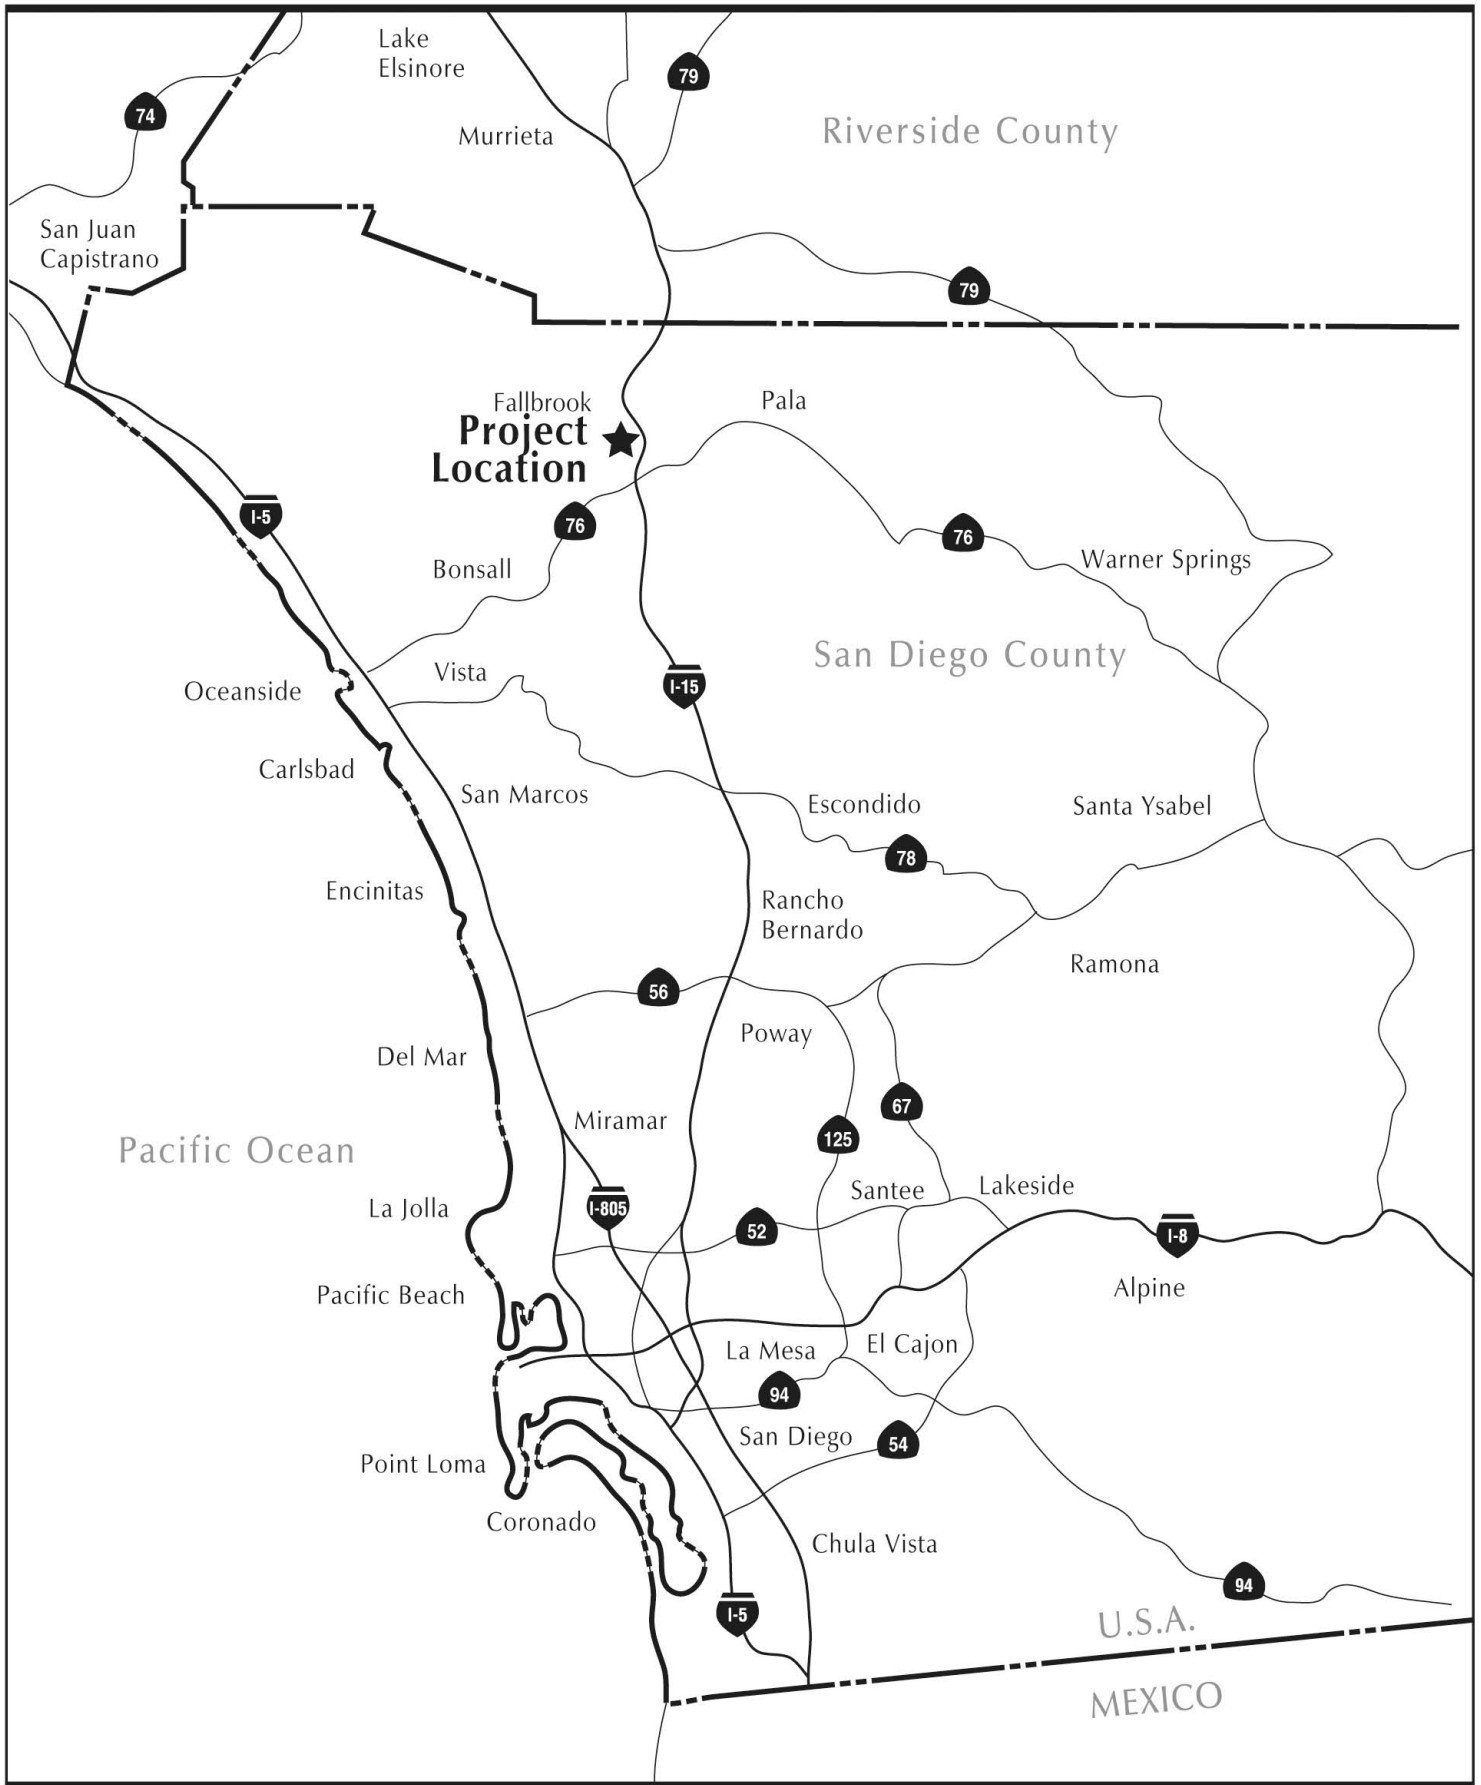 Lake
Elsinore
79
74
Murrieta
Riverside County
San Juan
Capistrano
79
Fallbrook
Pala
Project
Location
I-5
76
76
Bonsall
Warner Springs
San Diego County
Vista
I-15
Oceanside
Carlsbad
San Marcos
Escondido
Santa Ysabel
78
Encinitas
Rancho
Bernardo
Ramona
56
Poway
Del Mar
67
Miramar
125
Pacific Ocean
Santee
Lakeside
La Jolla
I-805
52
I-8
Pacific Beach
Alpine
La Mesa
El Cajon
94
San Diego
54
Point Loma
Coronado
Chula Vista
94
I-5
U.S.A.
MEXICO